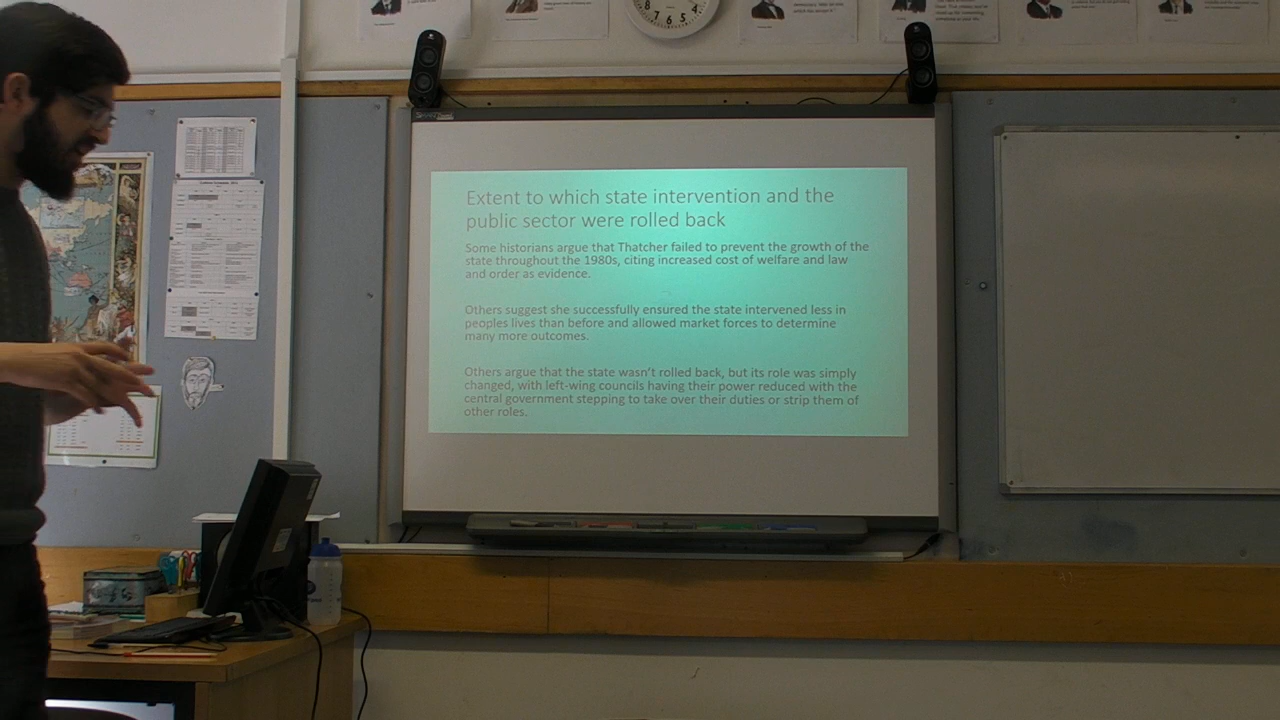 8 7 6 5 4
Extent to which state intervention and the
public sector were rolled back
Some historians argue that Thatcher failed to prevent the growth of the
state throughout the 1980s, citing increased cost of welfare and law
and order as evidence.
Others suggest she successfully ensured the state intervened less in
peoples lives than before and allowed market forces to determine
many more outcomes.
Others argue that the state wasn't rolled back, but its role was simply
changed, with left-wing councils having their power reduced with the
central government stepping to take over their duties or strip them of
other roles.